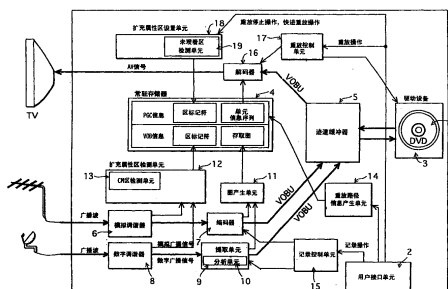 扩充属性区设置单元
18
未观看区
检测单元
19
重放停止操作, 快进重放操作
17
重放控制
单元
重放操作
16
解码器
AV信号
TV
VOBU
常驻存储器
4
PGC信息
区标记符
单元
信息序列
VOB信息
区标记符
存取图
5
迹迹缓冲器
驱动设备
DVD
3
扩充属性区检测单元
12
13
CM区检测单元
11
图产生单元
VOBU
14
重放路径
信息产生单元
广播波
模拟调谐器
6
编码器
7
VOBU
广播波
数字调谐器
8
模拟广播信号
数字广播信号
摄取单元
分析单元
9
10
记录控制单元
15
记录操作
2
用户接口单元